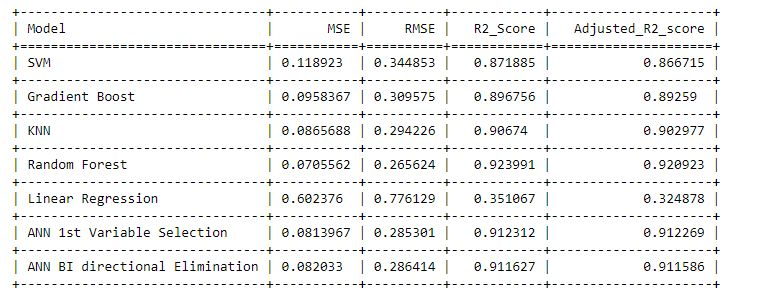 | Model | MSE | RMSE | R2_Score | Adjusted_R2_score |
| SVM | 0.118923 | 0.344853 | 0.871885 | 0.866715 |
| Gradient Boost | 0.0958367 | 0.309575 | 0.896756 | 0.89259 |
| KNN | 0.0865688 | 0.294226 | 0.90674 | 0.902977 |
| Random Forest | 0.0705562 | 0.265624 | 0.923991 | 0.920923 |
| Linear Regression | 0.602376 | 0.776129 | 0.351067 | 0.324878 |
| ANN 1st Variable Selection | 0.0813967 | 0.285301 | 0.912312 | 0.912269 |
| ANN BI directional Elimination | 0.082033 | 0.286414 | 0.911627 | 0.911586 |